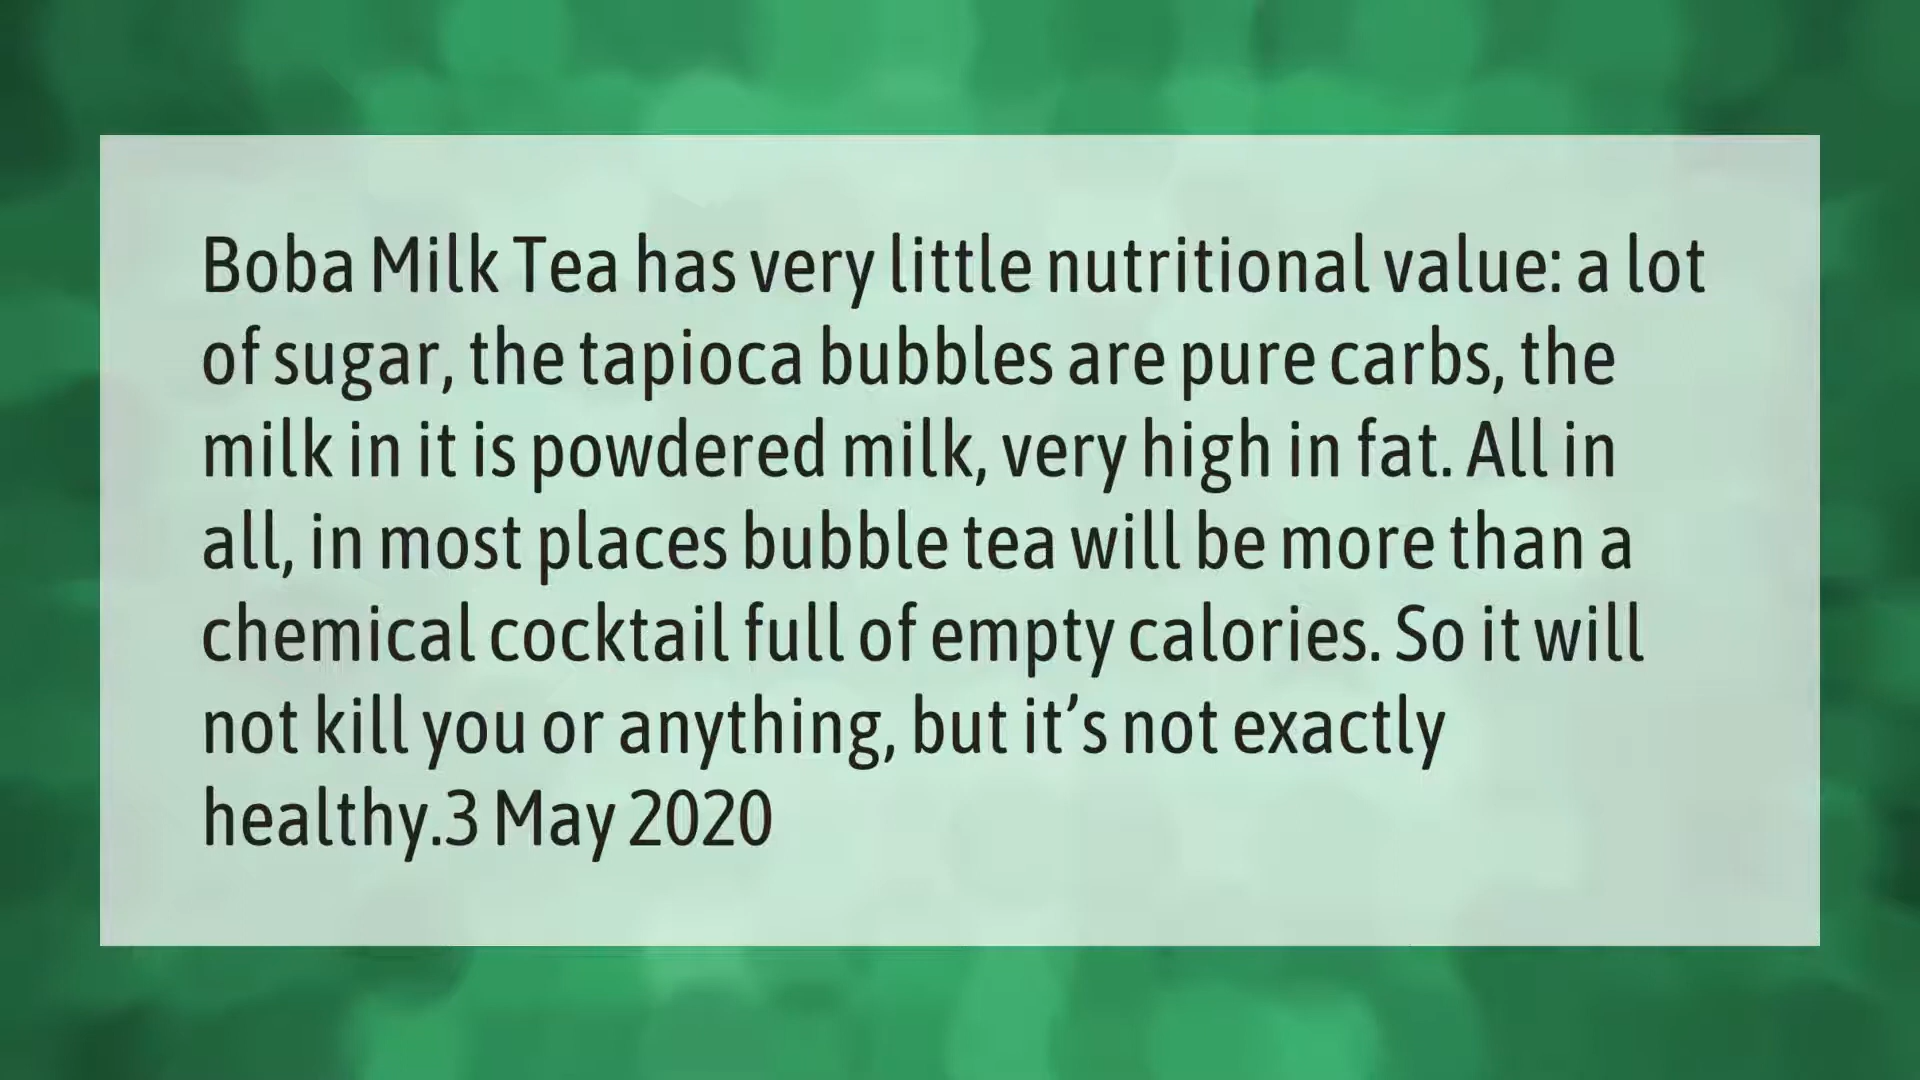 Boba Milk Tea has very little nutritional value: a lot
of sugar, the tapioca bubbles are pure carbs, the
milk in it is powdered milk, very high in fat. All in
all, in most places bubble tea will be more than a
chemical cocktail full of empty calories. So it will
not kill you or anything, but it’s not exactly
healthy.3 May 2020